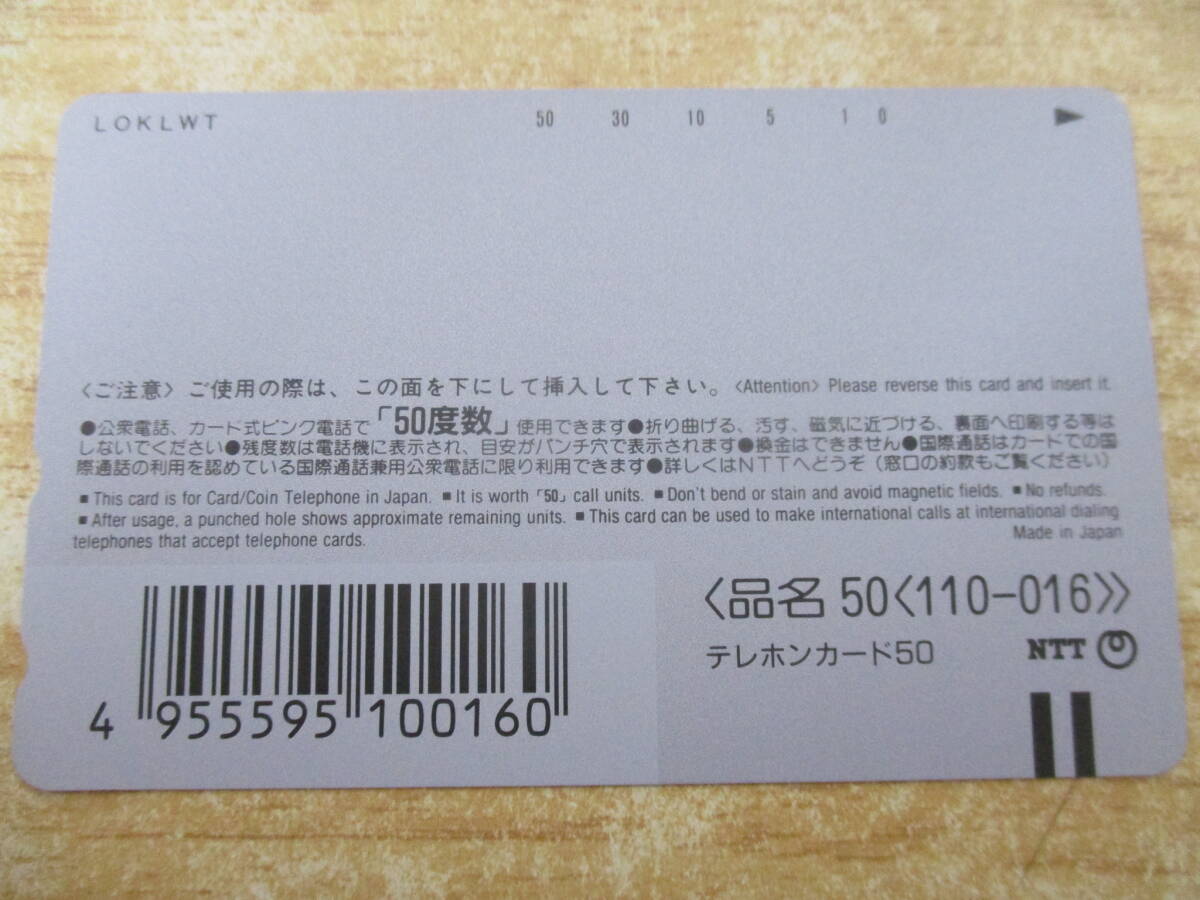 LOKLWT 50 30 10 5 1 0 ▶
〈ご注意〉ご使用の際は、この面を下にして挿入して下さい。〈Attention〉Please reverse this card and insert it.
●公衆電話、カード式ピンク電話で「50度数」使用できます●折り曲げる、汚す、磁気に近づける、裏面へ印刷する等は
しないでください●残度数は電話機に表示され、目安がパンチ穴で表示されます●換金はできません●国際通話はカードでの国
際通話の利用を認めている国際通話兼用公衆電話に限り利用できます●詳しくはNTTへどうぞ(窓口の約款もご覧ください)
■This card is for Card/Coin Telephone in Japan. ■It is worth「50」call units. ■Don't bend or stain and avoid magnetic fields. ■No refunds.
■After usage, a punched hole shows approximate remaining units. ■This card can be used to make international calls at international dialing
telephones that accept telephone cards.
Made in Japan
〈品名 50〈110-016〉〉
テレホンカード50 NTT
4 955595 100160